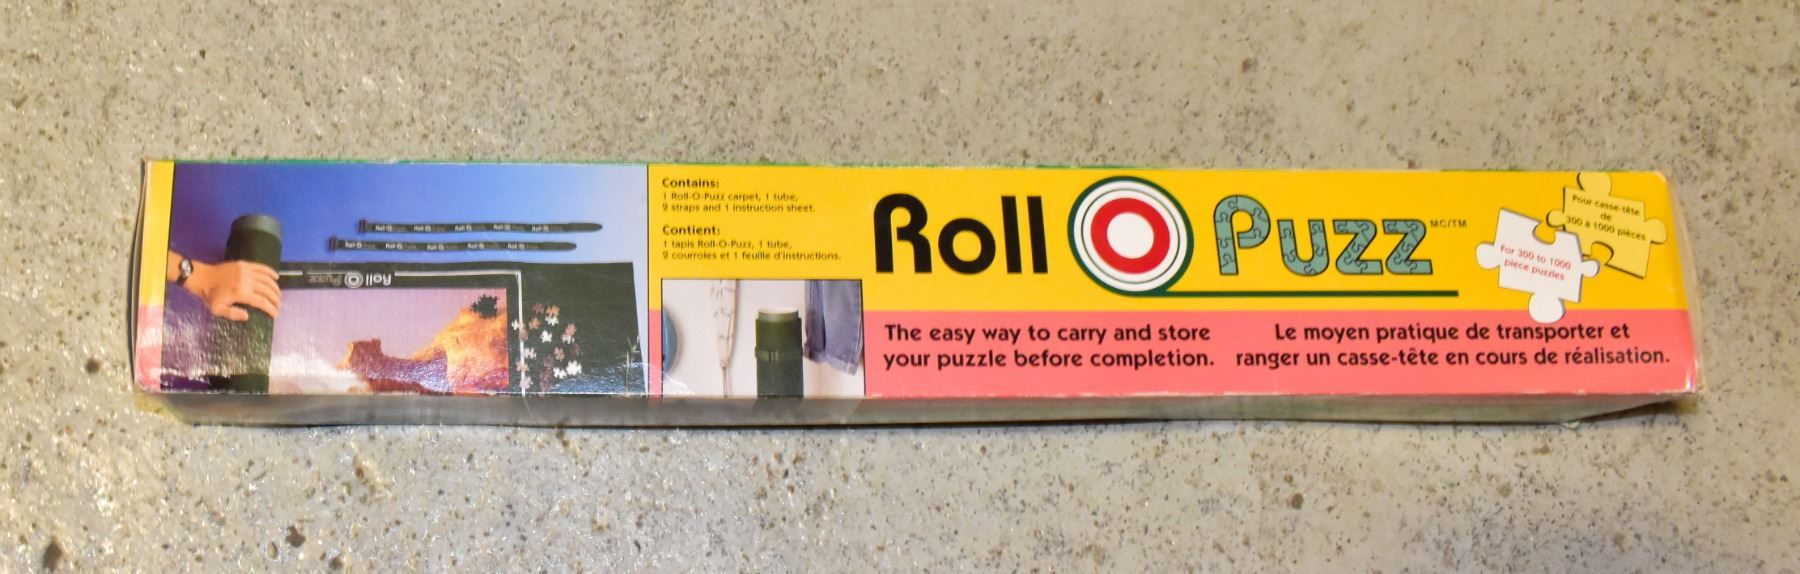 Contains:
1 Roll-O-Puzz carpet, 1 tube,
2 straps and 1 instruction sheet.
Contient:
1 tapis Roll-O-Puzz, 1 tube,
2 courroies et 1 feuille d'instructions.
Roll O Puzz MC/TM
Pour casse-tête
de
300 à 1000 pièces
For 300 to 1000
piece puzzles
The easy way to carry and store
your puzzle before completion.
Le moyen pratique de transporter et
ranger un casse-tête en cours de réalisation.
Roll O